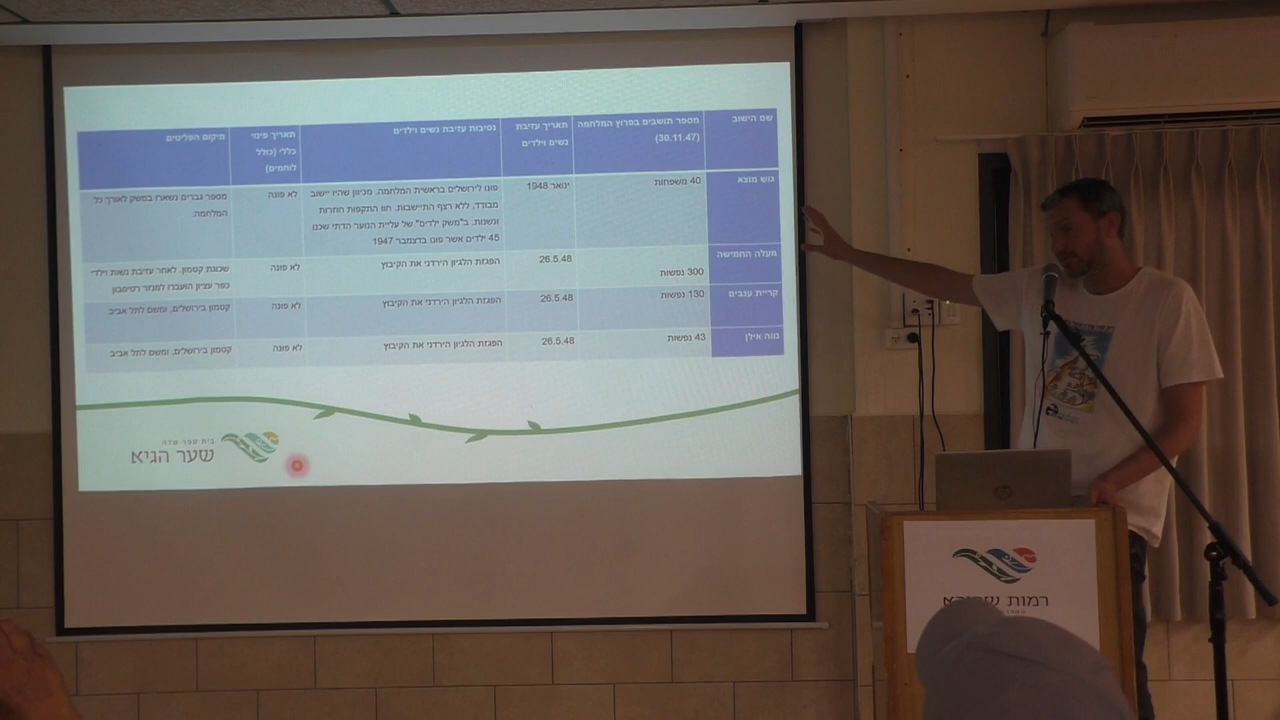 שם הישוב
מספר תושבים בפרוץ המלחמה
(30.11.47)
תאריך עזיבת
נשים וילדים
נסיבות עזיבת נשים וילדים
תאריך פינוי
כללי (כולל
לוחמים)
מיקום הפליטים
גוש מוצא
40 משפחות
ינואר 1948
פונו לירושלים בראשית המלחמה. מכיוון שהיו יישוב
מבודד, ללא רצף התיישבות. חוו התקפות חוזרות
ונשנות. ב"משק ילדים" של עליית הנוער הדתי שכנו
45 ילדים אשר פונו בדצמבר 1947
לא פונה
מספר גברים נשארו במשק לאורך כל
המלחמה.
מעלה החמישה
300 נפשות
26.5.48
הפגזת הלגיון הירדני את הקיבוץ
לא פונה
שכונת קטמון. לאחר עזיבת נשות וילדי
כפר עציון הועברו למנזר רטיסבון
קריית ענבים
130 נפשות
26.5.48
הפגזת הלגיון הירדני את הקיבוץ
לא פונה
קטמון בירושלים, ומשם לתל אביב
נווה אילן
43 נפשות
26.5.48
הפגזת הלגיון הירדני את הקיבוץ
לא פונה
קטמון בירושלים, ומשם לתל אביב
בית ספר שדה
שער הגיא
רמות